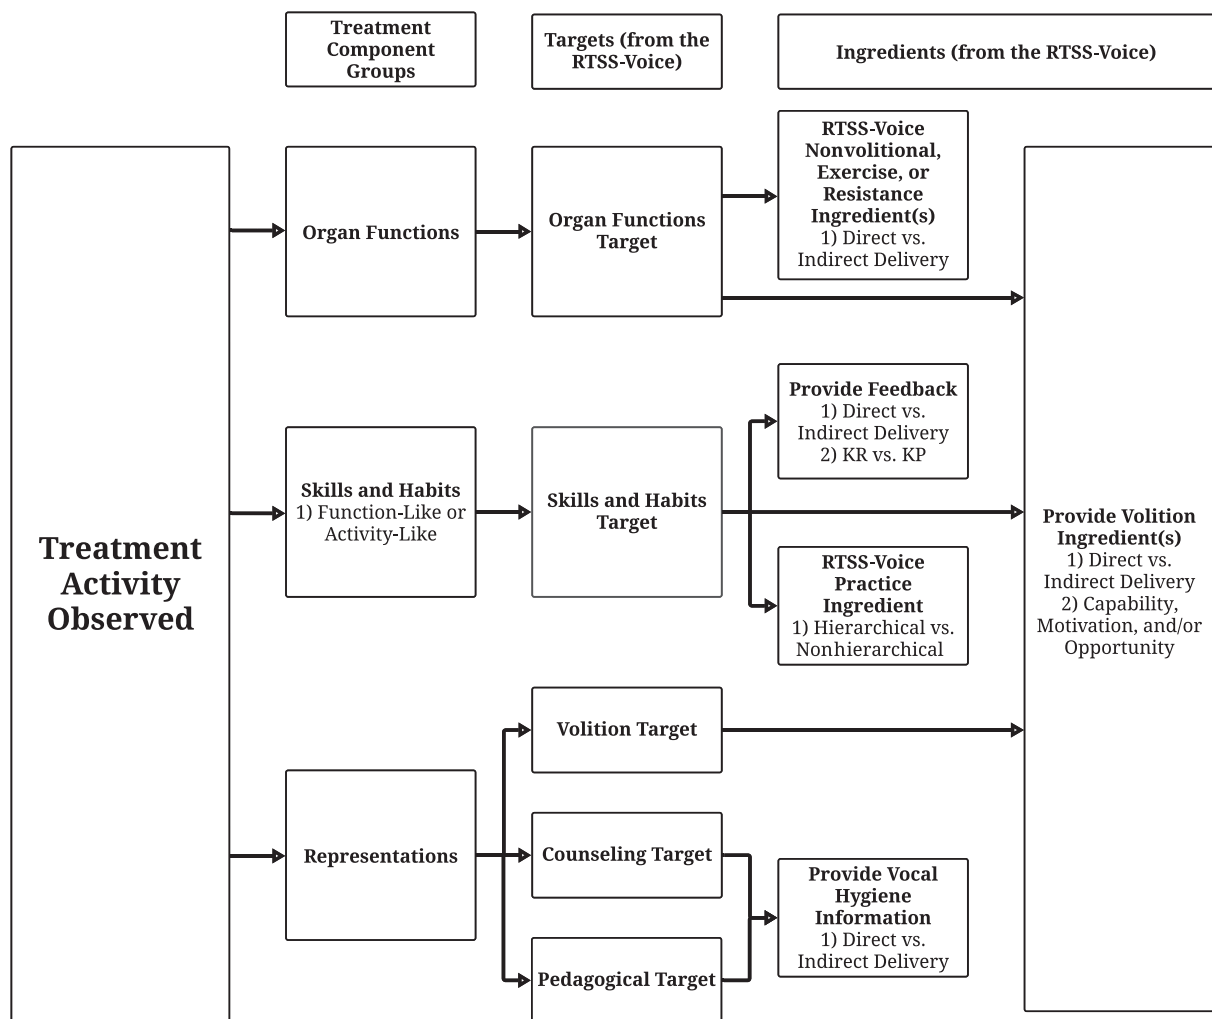 Treatment
Component
Groups
Targets (from the
RTSS-Voice)
Ingredients (from the RTSS-Voice)
Treatment
Activity
Observed
Organ Functions
Organ Functions
Target
RTSS-Voice
Nonvolitional,
Exercise, or
Resistance
Ingredient(s)
1) Direct vs.
Indirect Delivery
Skills and Habits
1) Function-Like or
Activity-Like
Skills and Habits
Target
Provide Feedback
1) Direct vs.
Indirect Delivery
2) KR vs. KP
RTSS-Voice
Practice
Ingredient
1) Hierarchical vs.
Nonhierarchical
Provide Volition
Ingredient(s)
1) Direct vs.
Indirect Delivery
2) Capability,
Motivation, and/or
Opportunity
Representations
Volition Target
Counseling Target
Pedagogical Target
Provide Vocal
Hygiene
Information
1) Direct vs.
Indirect Delivery